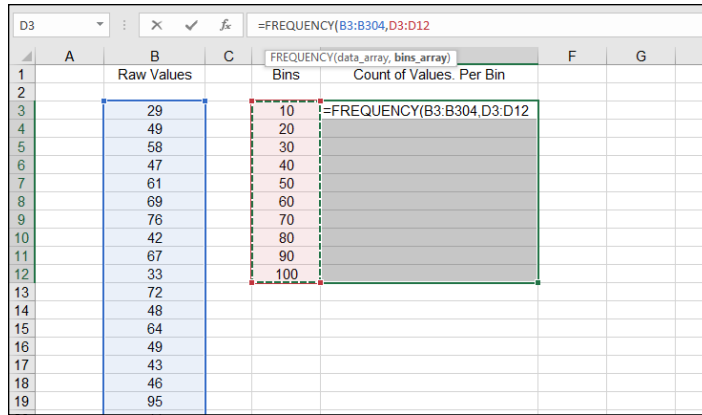 D3 fx =FREQUENCY(B3:B304,D3:D12
FREQUENCY(data_array, bins_array)
A B C F G
1 Raw Values Bins Count of Values. Per Bin
2
3 29 10 =FREQUENCY(B3:B304,D3:D12
4 49 20
5 58 30
6 47 40
7 61 50
8 69 60
9 76 70
10 42 80
11 67 90
12 33 100
13 72
14 48
15 64
16 49
17 43
18 46
19 95